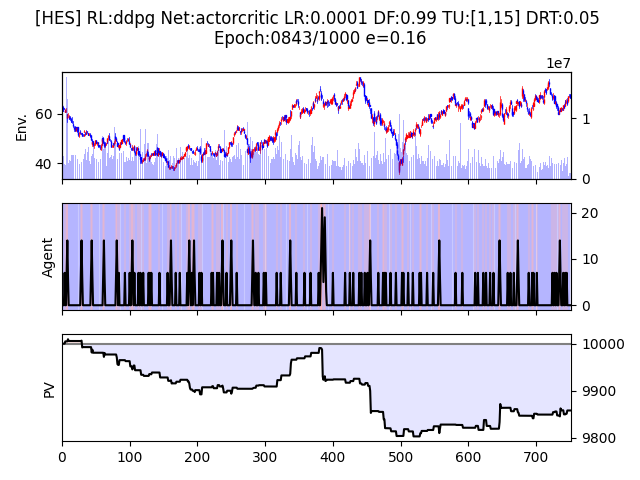 [HES] RL:ddpg Net:actorcritic LR:0.0001 DF:0.99 TU:[1,15] DRT:0.05
Epoch:0843/1000 e=0.16
1e7
Env.
60
40
1
0
Agent
20
10
0
PV
10000
9900
9800
0 100 200 300 400 500 600 700